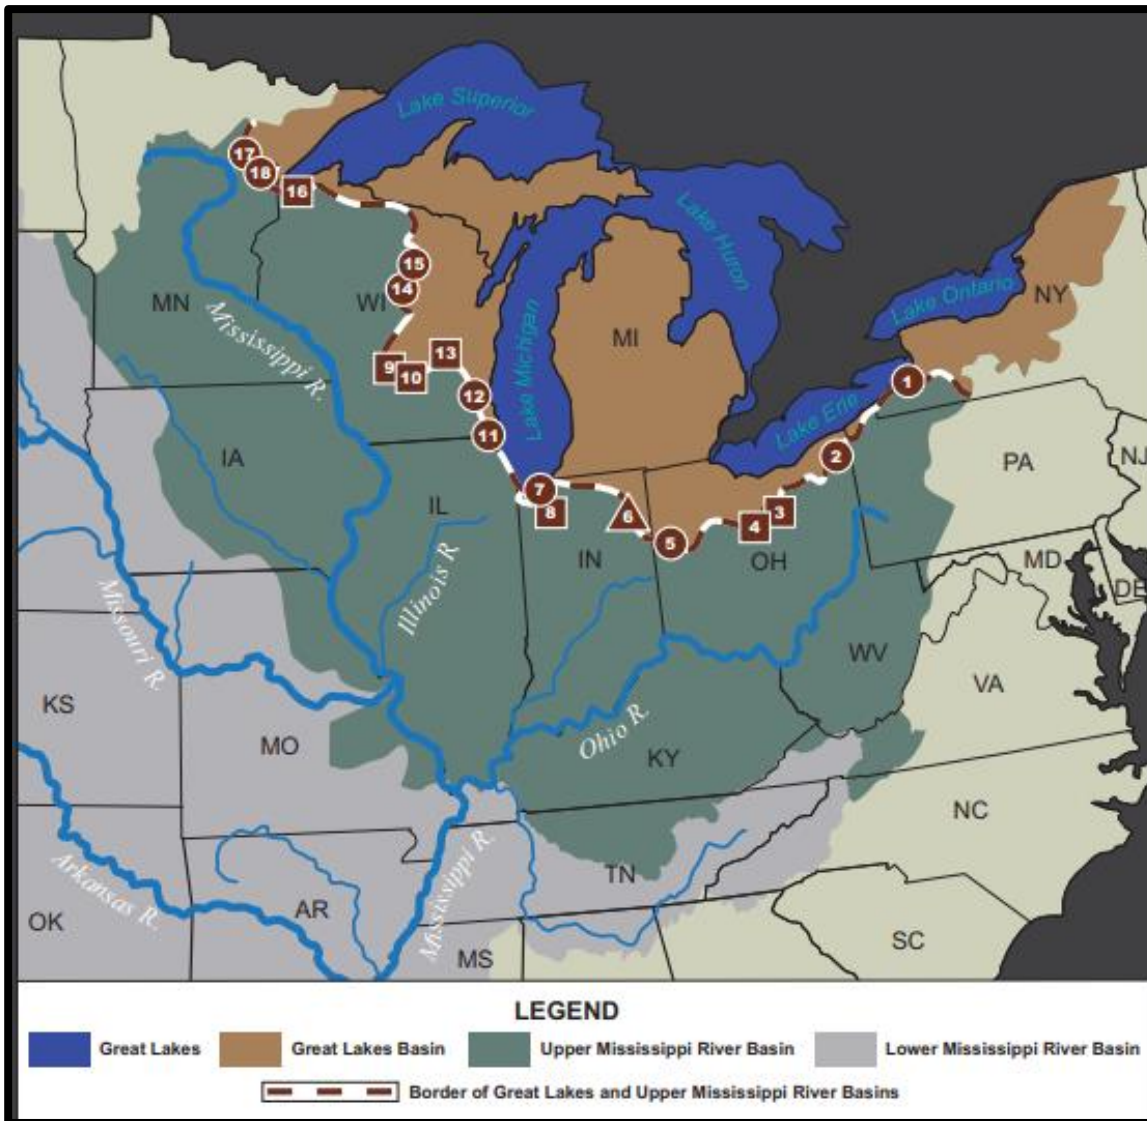 Lake Superior
17
18
16
Lake Huron
15
MN
WI
14
Lake Ontario
NY
Mississippi R.
MI
13
9
10
Lake Michigan
1
12
Lake Erie
11
2
IA
PA
NJ
IL
7
8
6
3
4
5
IN
OH
MD
DE
Illinois R
Missouri R.
WV
VA
KS
MO
Ohio R.
KY
NC
Arkansas R.
Mississippi R.
TN
AR
OK
SC
MS
LEGEND
Great Lakes
Great Lakes Basin
Upper Mississippi River Basin
Lower Mississippi River Basin
Border of Great Lakes and Upper Mississippi River Basins